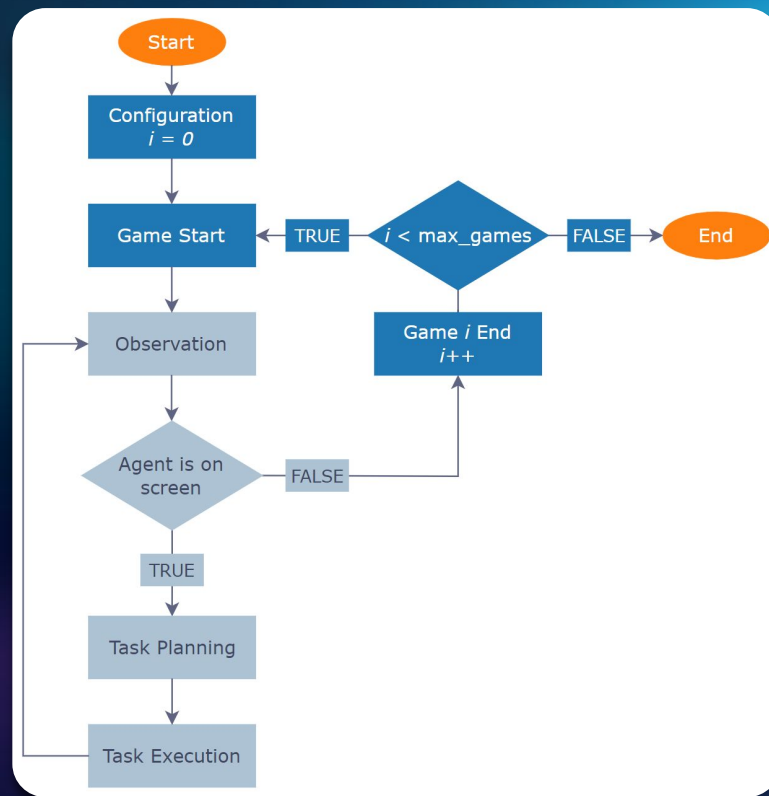 Start
Configuration
i = 0
Game Start
TRUE
i < max_games
FALSE
End
Observation
Game i End
i++
Agent is on
screen
FALSE
TRUE
Task Planning
Task Execution